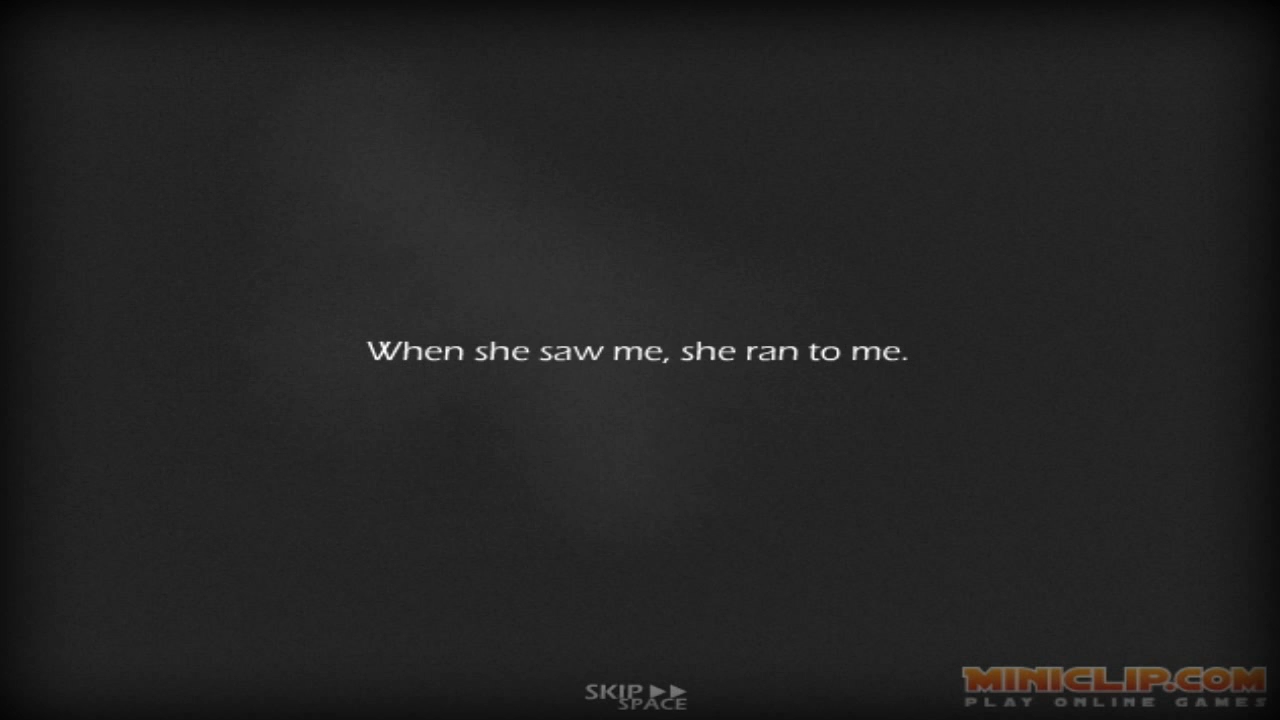 When she saw me, she ran to me.
SKIP
SPACE
MINICLIP.COM
PLAY ONLINE GAMES